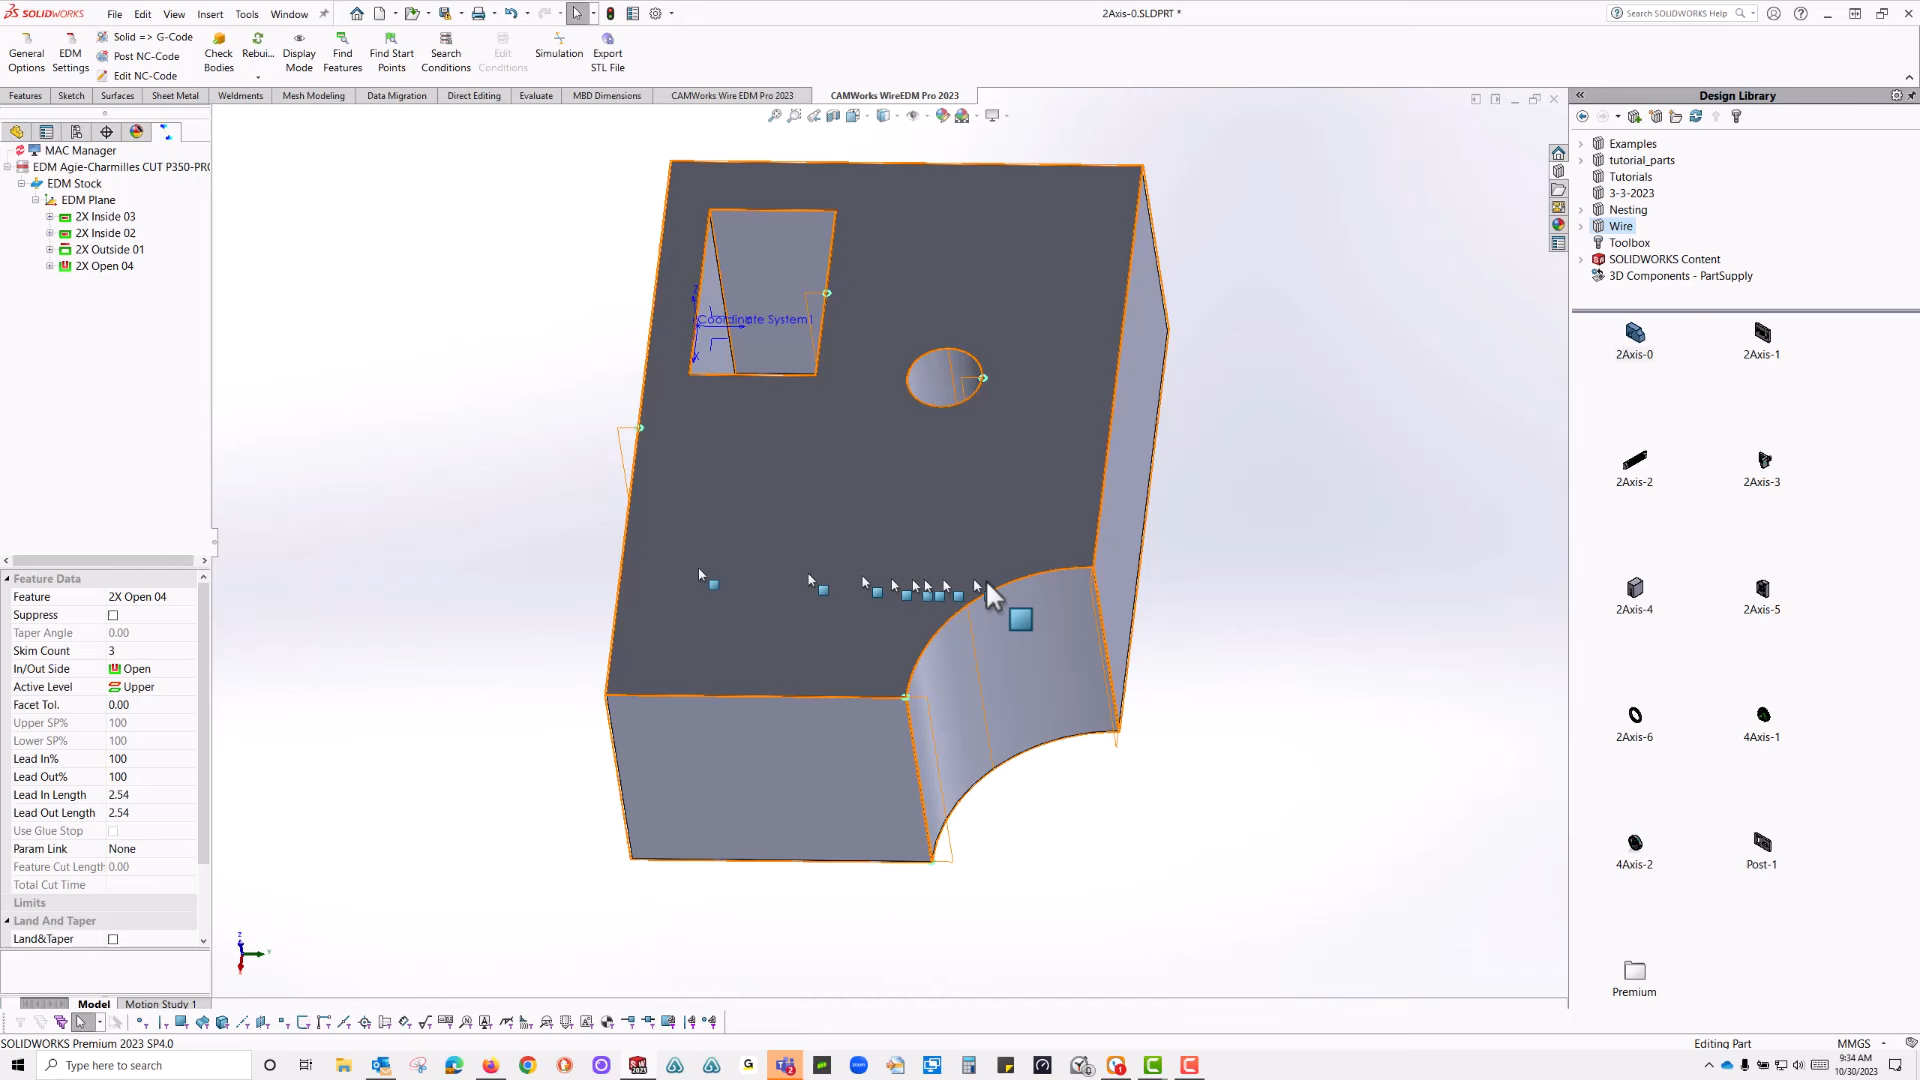 SOLIDWORKS File Edit View Insert Tools Window 2Axis-0.SLDPRT * Search SOLIDWORKS Help
General Options
EDM Settings
Solid => G-Code
Post NC-Code
Edit NC-Code
Check Bodies
Rebui...
Display Mode
Find Features
Find Start Points
Search Conditions
Edit Conditions
Simulation
Export STL File
Features Sketch Surfaces Sheet Metal Weldments Mesh Modeling Data Migration Direct Editing Evaluate MBD Dimensions CAMWorks Wire EDM Pro 2023 CAMWorks WireEDM Pro 2023
MAC Manager
EDM Agie-Charmilles CUT P350-PR
EDM Stock
EDM Plane
2X Inside 03
2X Inside 02
2X Outside 01
2X Open 04
Feature Data
Feature 2X Open 04
Suppress
Taper Angle 0.00
Skim Count 3
In/Out Side Open
Active Level Upper
Facet Tol. 0.00
Upper SP% 100
Lower SP% 100
Lead In% 100
Lead Out% 100
Lead In Length 2.54
Lead Out Length 2.54
Use Glue Stop
Param Link None
Feature Cut Length 0.00
Total Cut Time
Limits
Land And Taper
Land&Taper
Coordinate System1
Z
X
Z
Y
Design Library
Examples
tutorial_parts
Tutorials
3-3-2023
Nesting
Wire
Toolbox
SOLIDWORKS Content
3D Components - PartSupply
2Axis-0 2Axis-1
2Axis-2 2Axis-3
2Axis-4 2Axis-5
2Axis-6 4Axis-1
4Axis-2 Post-1
Premium
Model Motion Study 1
SOLIDWORKS Premium 2023 SP4.0 Editing Part MMGS
Type here to search
9:34 AM
10/30/2023